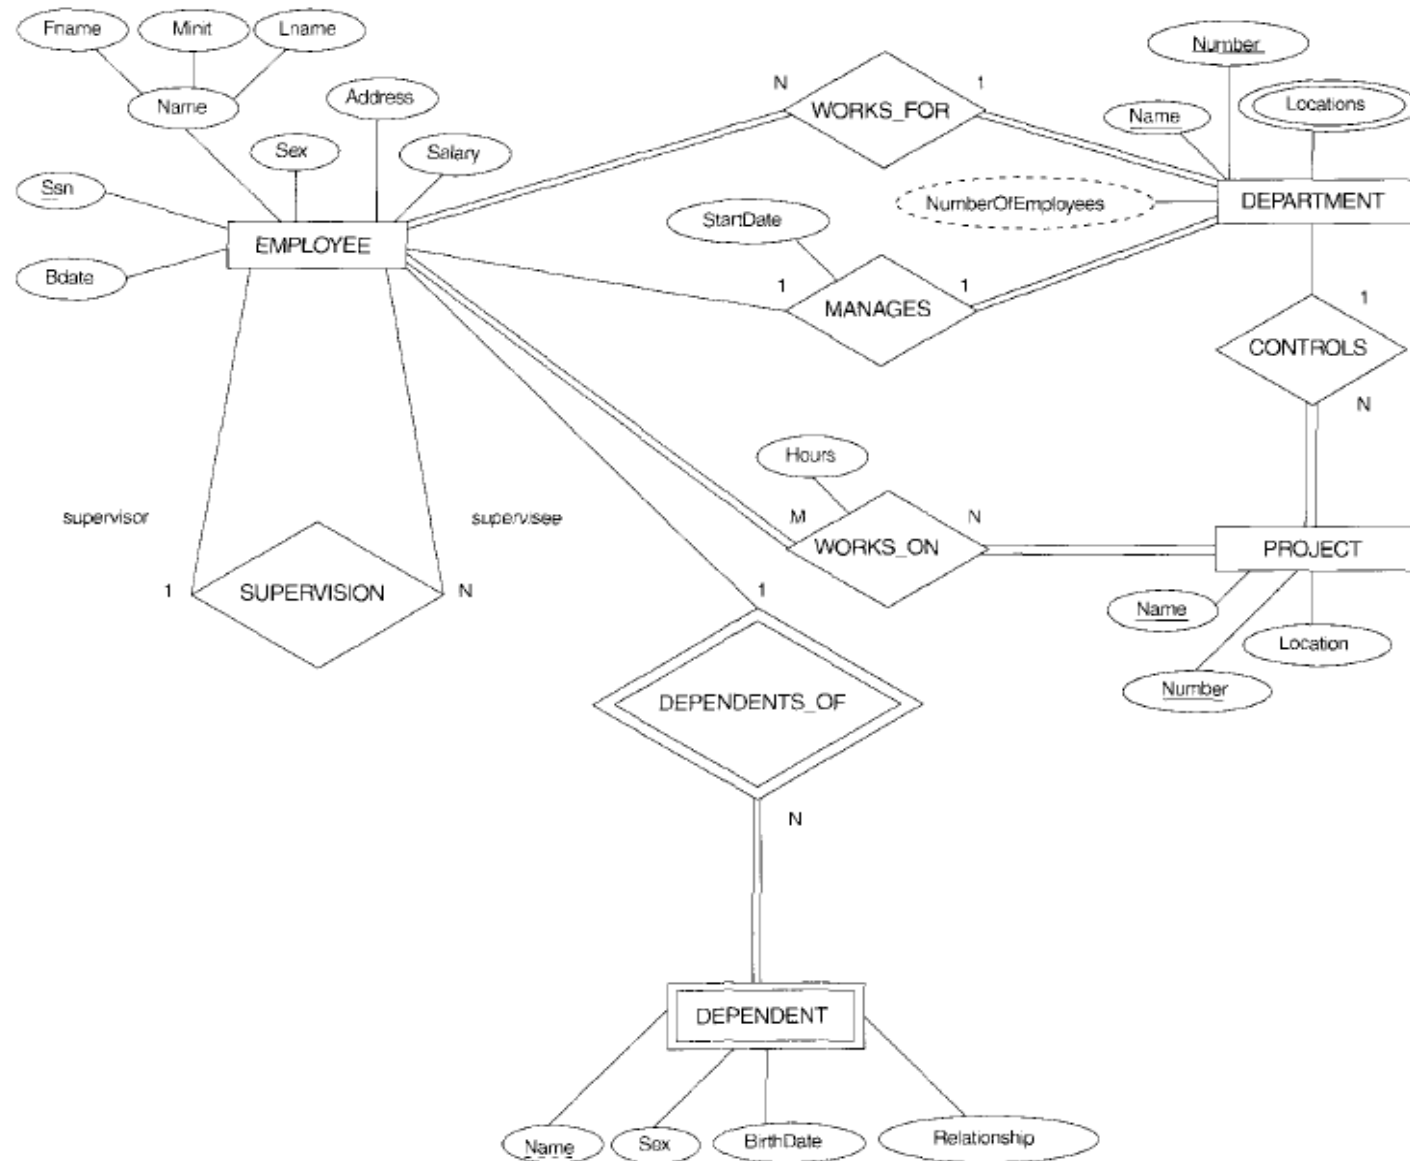 Fname
Minit
Lname
Number
Name
Address
N
WORKS_FOR
1
Name
Locations
Sex
Salary
Ssn
NumberOfEmployees
DEPARTMENT
StartDate
EMPLOYEE
Bdate
1
MANAGES
1
1
CONTROLS
N
Hours
supervisor
supervisee
M
N
WORKS_ON
PROJECT
1
SUPERVISION
N
1
Name
Location
Number
DEPENDENTS_OF
N
DEPENDENT
Name
Sex
BirthDate
Relationship